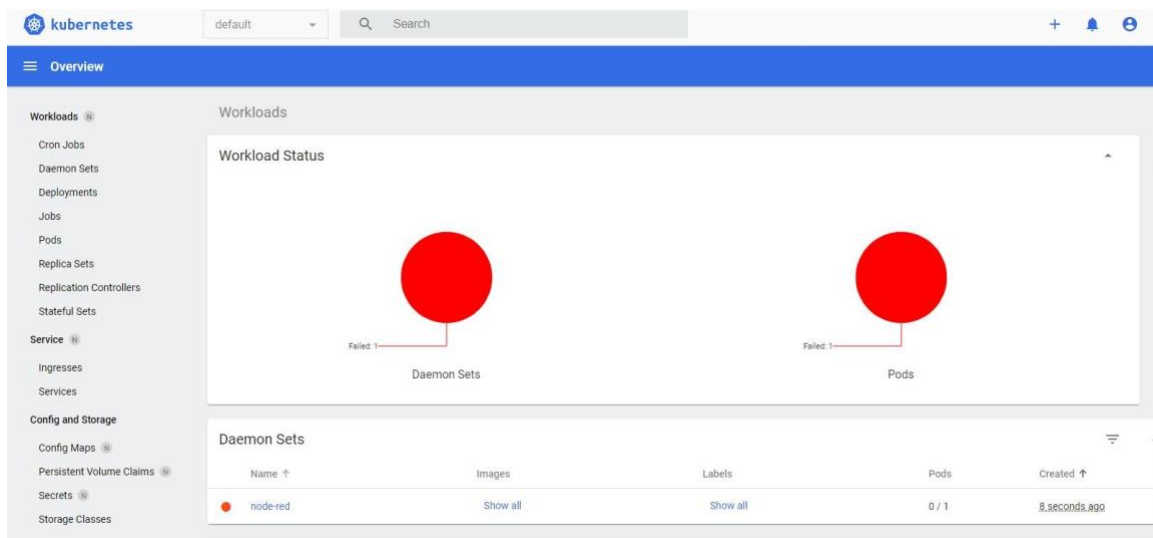 kubernetes default Search
Overview
Workloads N
Cron Jobs
Daemon Sets
Deployments
Jobs
Pods
Replica Sets
Replication Controllers
Stateful Sets
Service N
Ingresses
Services
Config and Storage
Config Maps N
Persistent Volume Claims N
Secrets N
Storage Classes
Workloads
Workload Status
Failed: 1
Daemon Sets
Failed: 1
Pods
Daemon Sets
Name Images Labels Pods Created
node-red Show all Show all 0 / 1 8 seconds ago